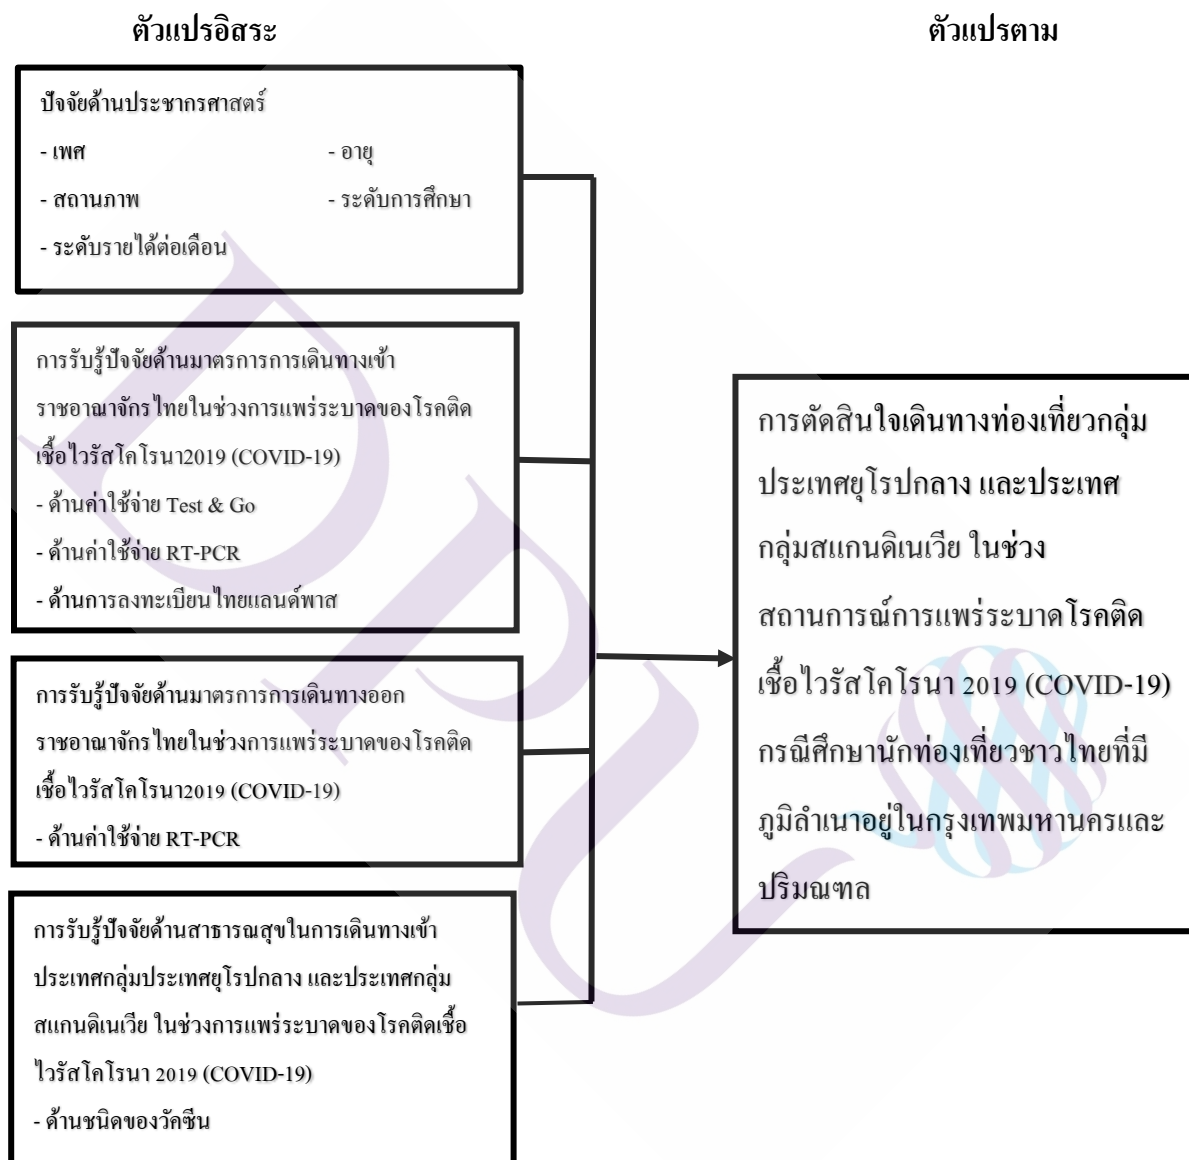 ตัวแปรอิสระ
ตัวแปรตาม
ปัจจัยด้านประชากรศาสตร์
- เพศ - อายุ
- สถานภาพ - ระดับการศึกษา
- ระดับรายได้ต่อเดือน
การรับรู้ปัจจัยด้านมาตรการการเดินทางเข้า
ราชอาณาจักรไทยในช่วงการแพร่ระบาดของโรคติด
เชื้อไวรัสโคโรนา2019 (COVID-19)
- ด้านค่าใช้จ่าย Test & Go
- ด้านค่าใช้จ่าย RT-PCR
- ด้านการลงทะเบียนไทยแลนด์พาส
การรับรู้ปัจจัยด้านมาตรการการเดินทางออก
ราชอาณาจักรไทยในช่วงการแพร่ระบาดของโรคติด
เชื้อไวรัสโคโรนา2019 (COVID-19)
- ด้านค่าใช้จ่าย RT-PCR
การรับรู้ปัจจัยด้านสาธารณสุขในการเดินทางเข้า
ประเทศกลุ่มประเทศยุโรปกลาง และประเทศกลุ่ม
สแกนดิเนเวีย ในช่วงการแพร่ระบาดของโรคติดเชื้อ
ไวรัสโคโรนา 2019 (COVID-19)
- ด้านชนิดของวัคซีน
การตัดสินใจเดินทางท่องเที่ยวกลุ่ม
ประเทศยุโรปกลาง และประเทศ
กลุ่มสแกนดิเนเวีย ในช่วง
สถานการณ์การแพร่ระบาดโรคติด
เชื้อไวรัสโคโรนา 2019 (COVID-19)
กรณีศึกษานักท่องเที่ยวชาวไทยที่มี
ภูมิลำเนาอยู่ในกรุงเทพมหานครและ
ปริมณฑล
DPU